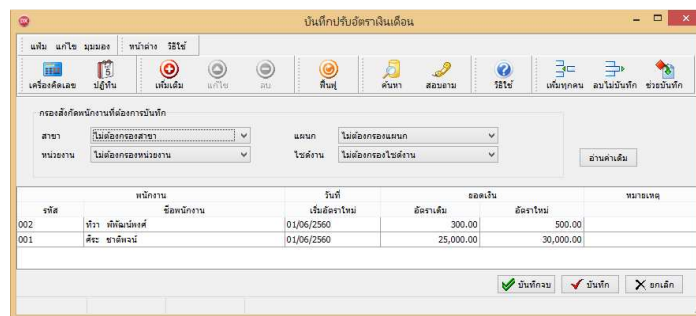 บันทึกปรับอัตราเงินเดือน
แฟ้ม แก้ไข มุมมอง หน้าต่าง วิธีใช้
เครื่องคิดเลข ปฏิทิน เพิ่มเติม แก้ไข ลบ ฟื้นฟู ค้นหา สอบถาม วิธีใช้ เพิ่มทุกคน ลบไม่บันทึก ช่วยบันทึก
กรองสังกัดพนักงานที่ต้องการบันทึก
สาขา ไม่ต้องกรองสาขา แผนก ไม่ต้องกรองแผนก
หน่วยงาน ไม่ต้องกรองหน่วยงาน ไซต์งาน ไม่ต้องกรองไซต์งาน อ่านค่าเดิม
พนักงาน วันที่ ยอดเงิน หมายเหตุ
รหัส ชื่อพนักงาน เริ่มอัตราใหม่ อัตราเดิม อัตราใหม่
002 ทิวา พิพัฒน์พงศ์ 01/06/2560 300.00 500.00
001 ศิระ ชาติพจน์ 01/06/2560 25,000.00 30,000.00
บันทึกจบ บันทึก ยกเลิก